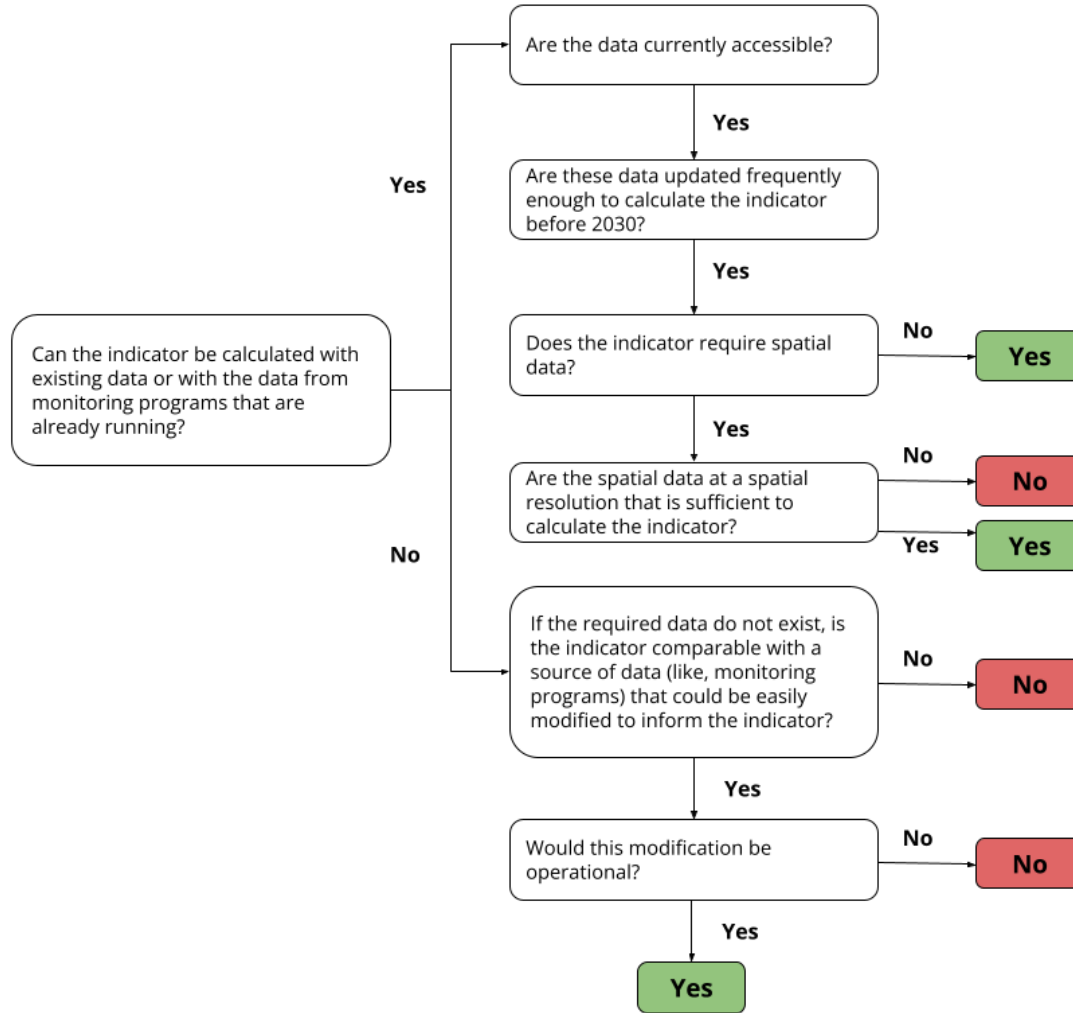 Are the data currently accessible?
Yes
Yes
Are these data updated frequently
enough to calculate the indicator
before 2030?
Yes
Can the indicator be calculated with
existing data or with the data from
monitoring programs that are
already running?
Does the indicator require spatial
data?
No
Yes
Yes
Are the spatial data at a spatial
resolution that is sufficient to
calculate the indicator?
No
No
Yes
Yes
No
If the required data do not exist, is
the indicator comparable with a
source of data (like, monitoring
programs) that could be easily
modified to inform the indicator?
No
No
Yes
Would this modification be
operational?
No
No
Yes
Yes